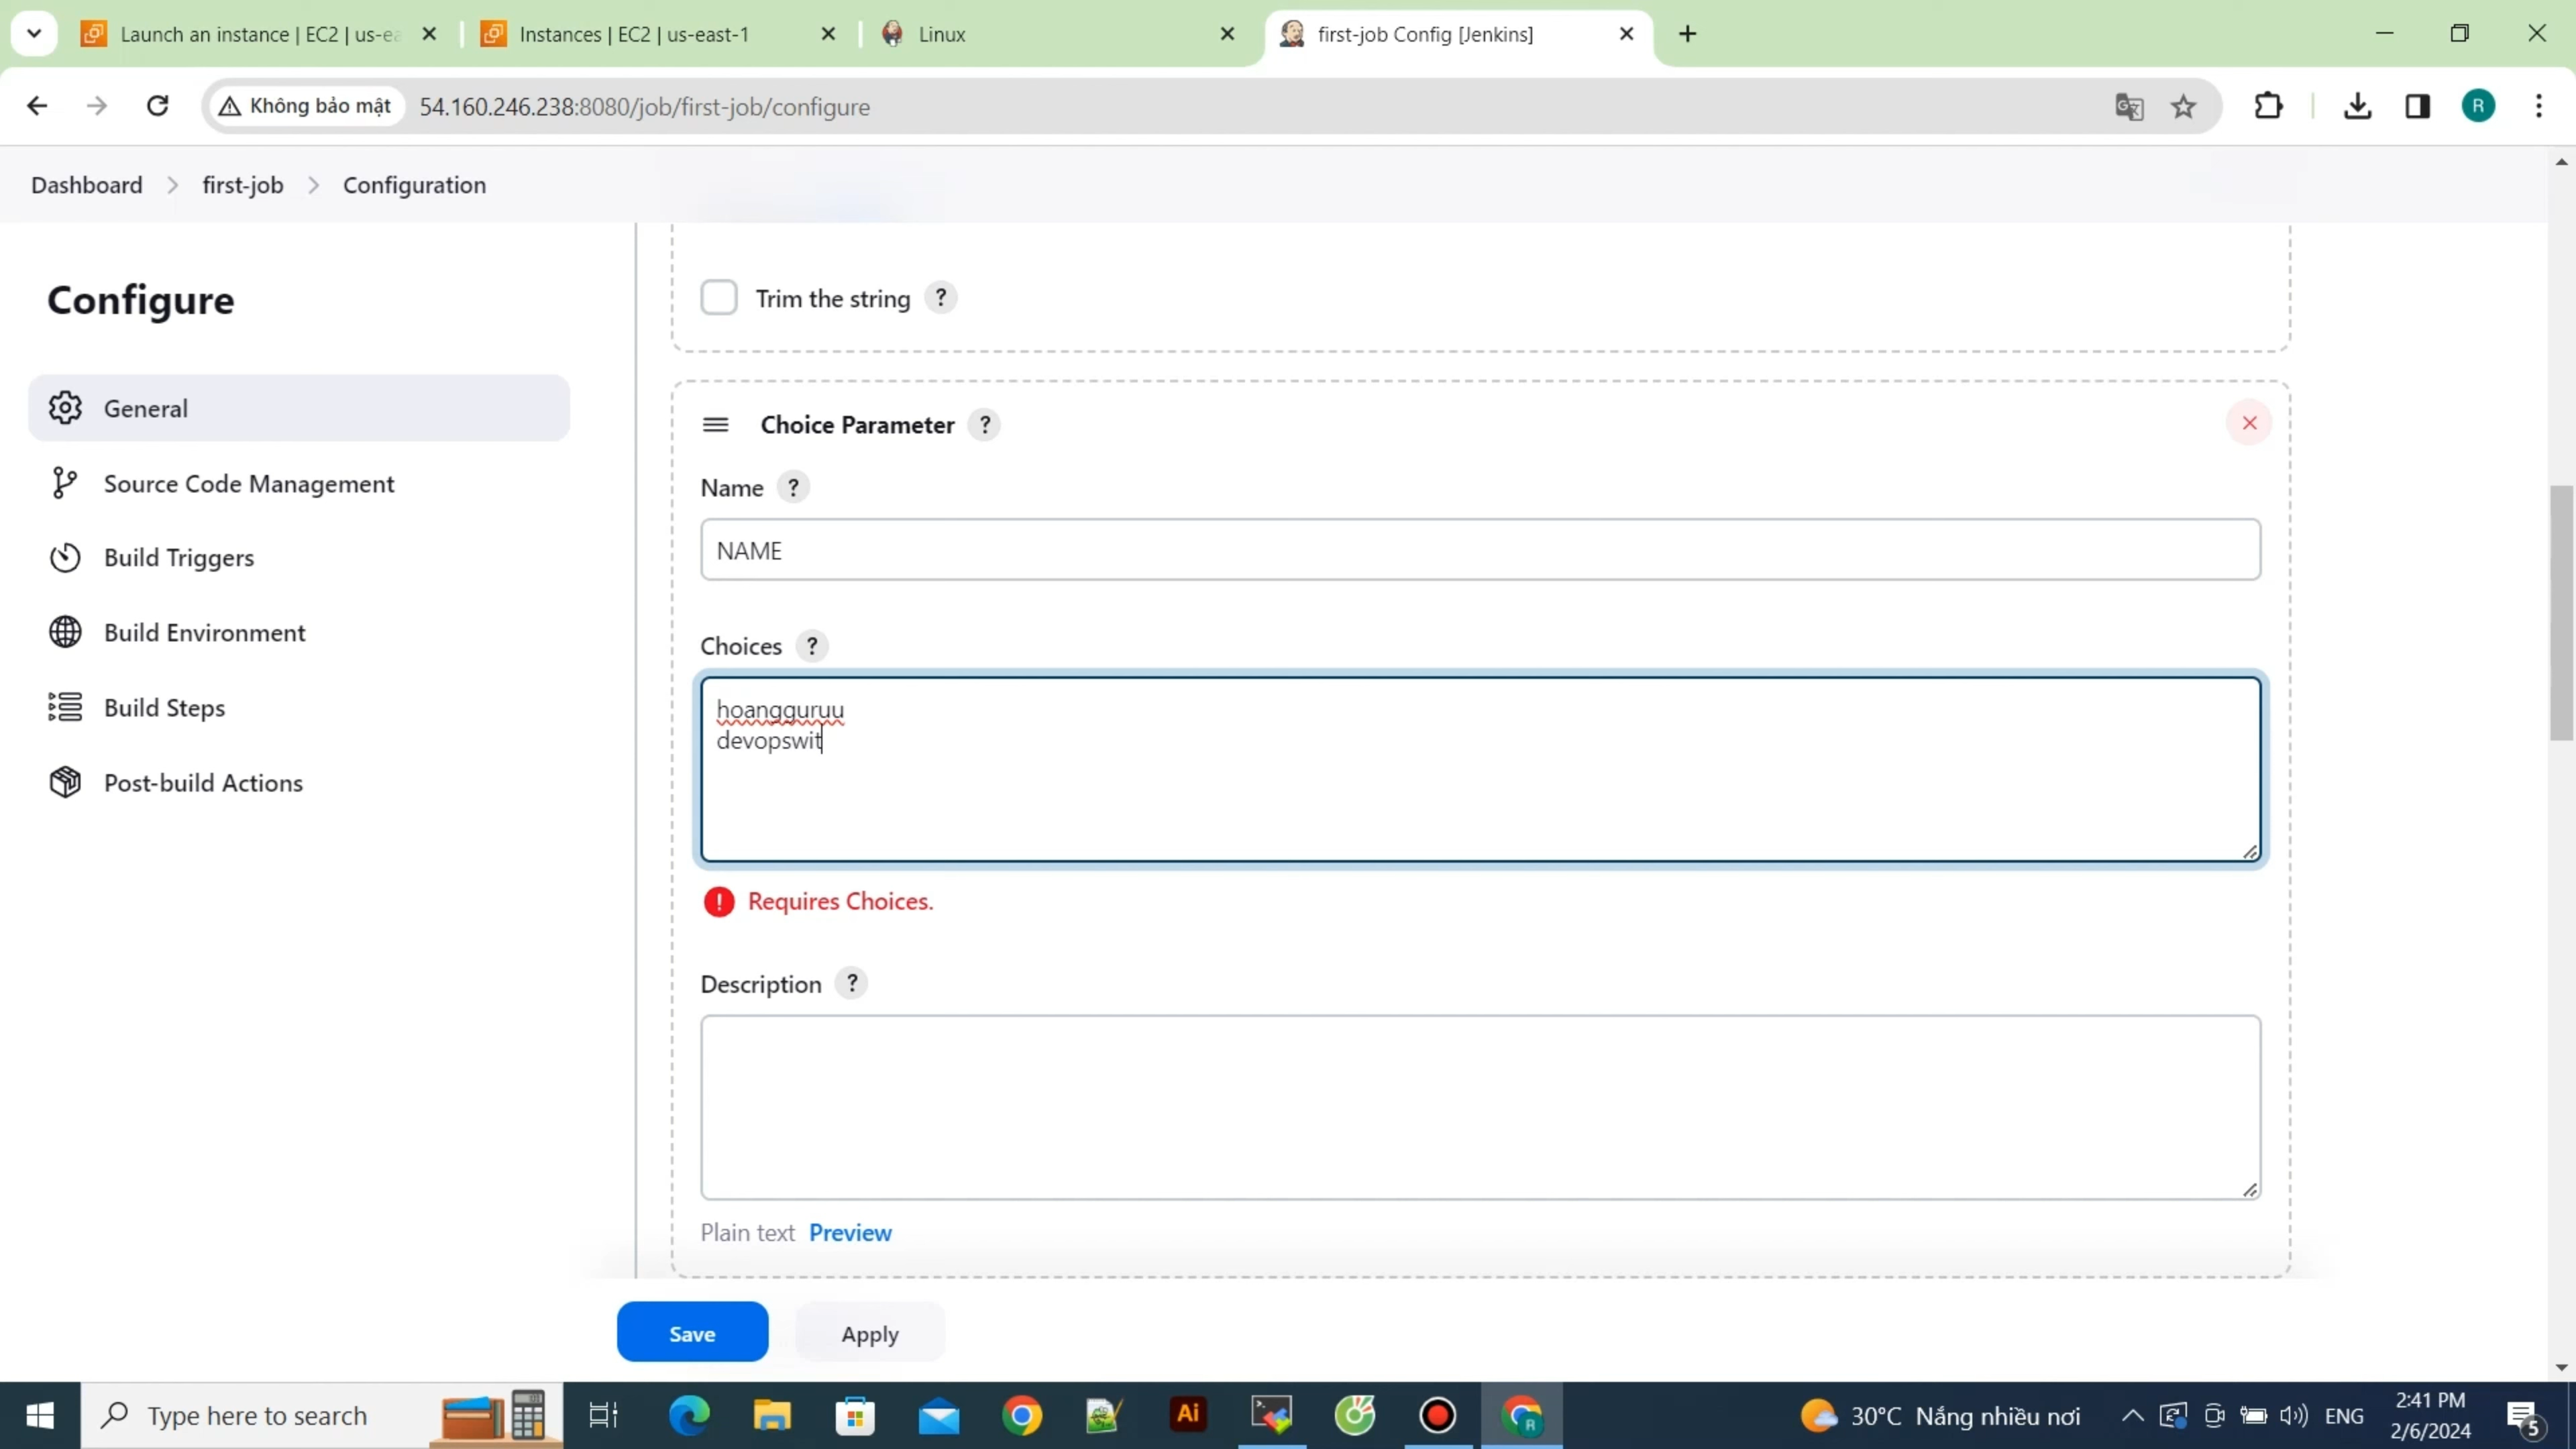 Launch an instance | EC2 | us-ea
Instances | EC2 | us-east-1
Linux
first-job Config [Jenkins]
Không bảo mật
54.160.246.238:8080/job/first-job/configure
R
Dashboard
first-job
Configuration
Configure
General
Source Code Management
Build Triggers
Build Environment
Build Steps
Post-build Actions
Trim the string ?
Choice Parameter ?
Name ?
NAME
Choices ?
hoangguruu
devopswit
! Requires Choices.
Description ?
Plain text Preview
Save
Apply
Type here to search
Ai
R
30°C Nắng nhiều nơi
ENG
2:41 PM
2/6/2024
5